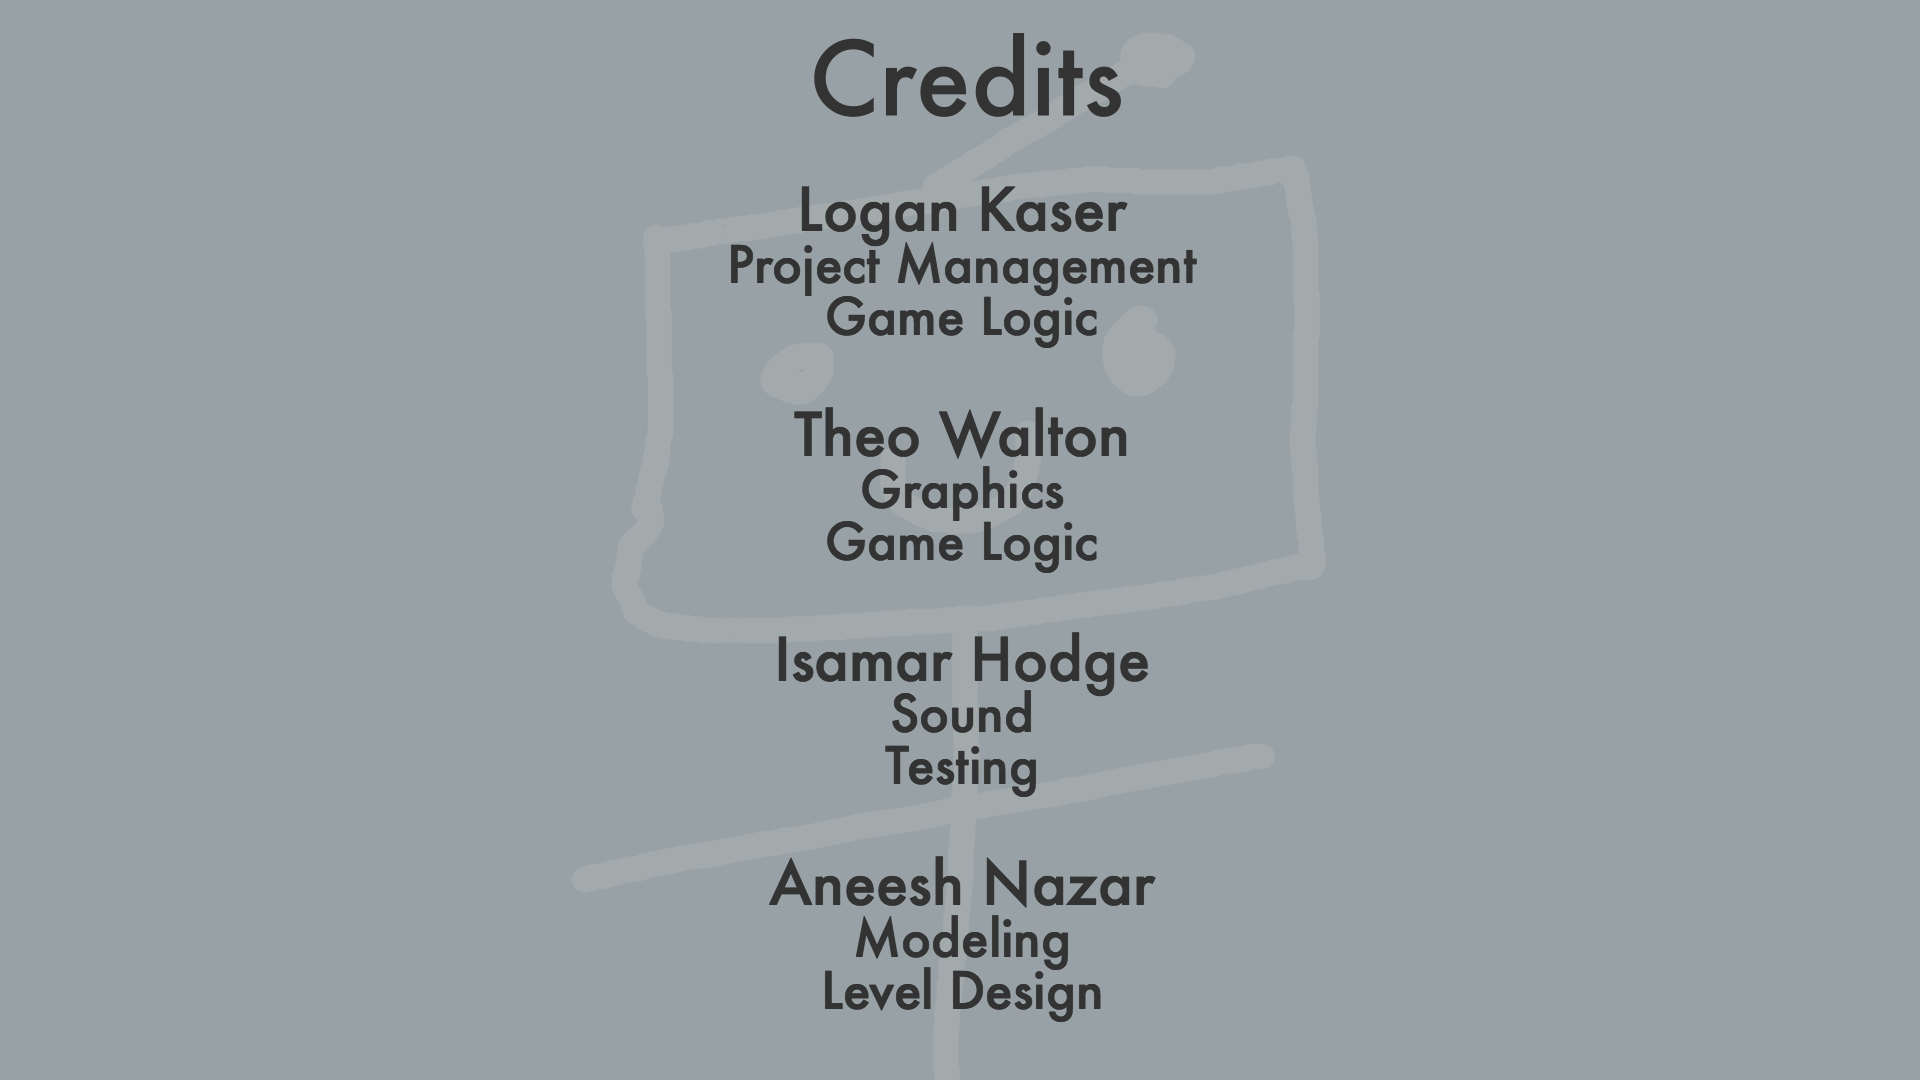 Credits
Logan Kaser
Project Management
Game Logic
Theo Walton
Graphics
Game Logic
Isamar Hodge
Sound
Testing
Aneesh Nazar
Modeling
Level Design